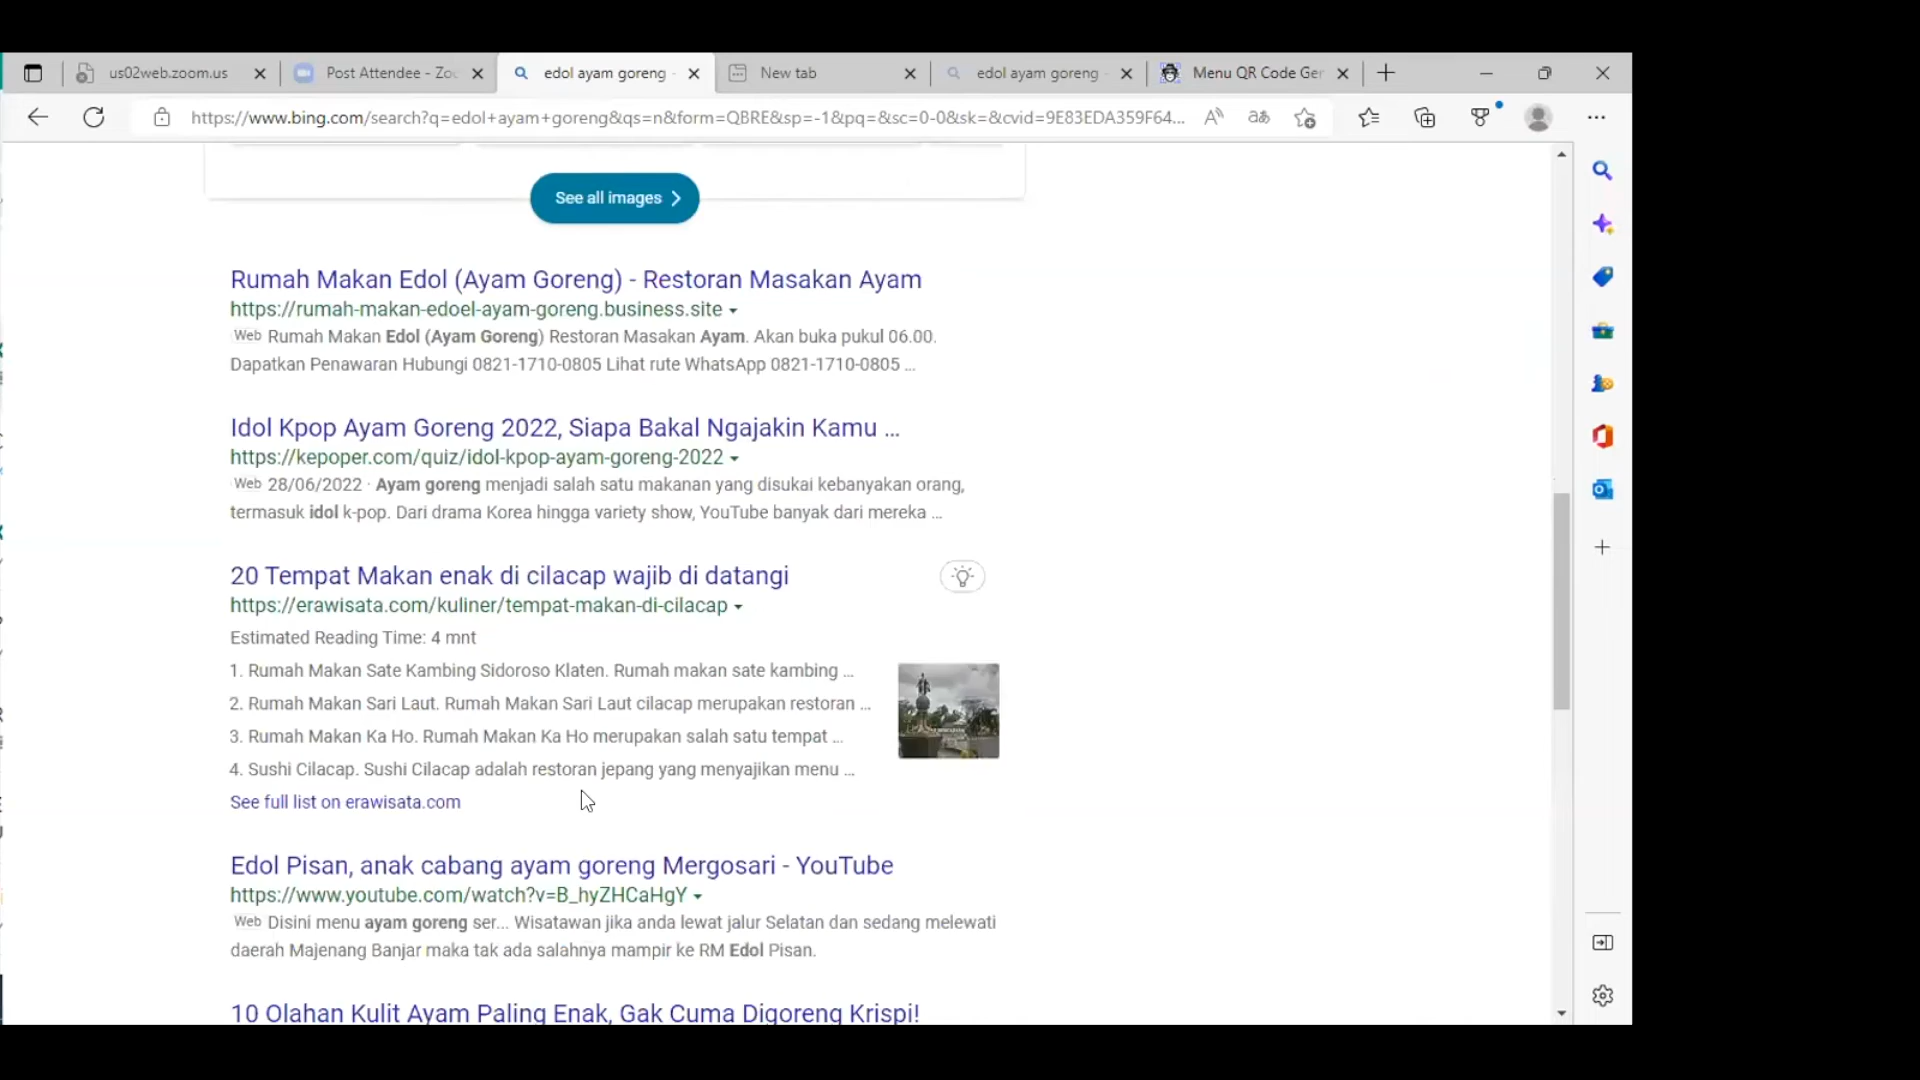 us02web.zoom.us
Post Attendee - Zo
edol ayam goreng -
New tab
edol ayam goreng -
Menu QR Code Ger
https://www.bing.com/search?q=edol+ayam+goreng&qs=n&form=QBRE&sp=-1&pq=&sc=0-0&sk=&cvid=9E83EDA359F64...
See all images
Rumah Makan Edol (Ayam Goreng) - Restoran Masakan Ayam
https://rumah-makan-edoel-ayam-goreng.business.site
Web Rumah Makan Edol (Ayam Goreng) Restoran Masakan Ayam. Akan buka pukul 06.00.
Dapatkan Penawaran Hubungi 0821-1710-0805 Lihat rute WhatsApp 0821-1710-0805 ...
Idol Kpop Ayam Goreng 2022, Siapa Bakal Ngajakin Kamu ...
https://kepoper.com/quiz/idol-kpop-ayam-goreng-2022
Web 28/06/2022 · Ayam goreng menjadi salah satu makanan yang disukai kebanyakan orang,
termasuk idol k-pop. Dari drama Korea hingga variety show, YouTube banyak dari mereka ...
20 Tempat Makan enak di cilacap wajib di datangi
https://erawisata.com/kuliner/tempat-makan-di-cilacap
Estimated Reading Time: 4 mnt
1. Rumah Makan Sate Kambing Sidoroso Klaten. Rumah makan sate kambing ...
2. Rumah Makan Sari Laut. Rumah Makan Sari Laut cilacap merupakan restoran ...
3. Rumah Makan Ka Ho. Rumah Makan Ka Ho merupakan salah satu tempat ...
4. Sushi Cilacap. Sushi Cilacap adalah restoran jepang yang menyajikan menu ...
See full list on erawisata.com
Edol Pisan, anak cabang ayam goreng Mergosari - YouTube
https://www.youtube.com/watch?v=B_hyZHCaHgY
Web Disini menu ayam goreng ser... Wisatawan jika anda lewat jalur Selatan dan sedang melewati
daerah Majenang Banjar maka tak ada salahnya mampir ke RM Edol Pisan.
10 Olahan Kulit Ayam Paling Enak, Gak Cuma Digoreng Krispi!